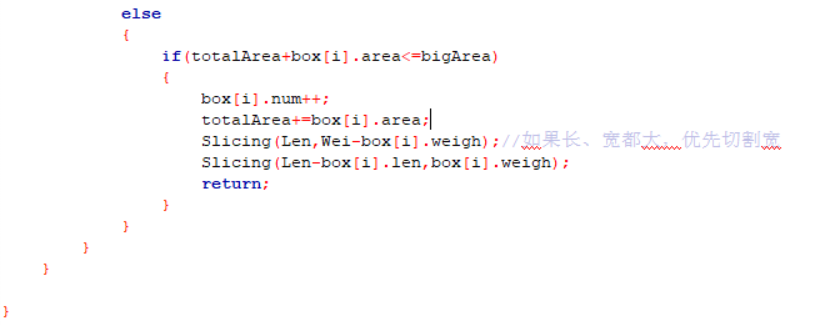 else
{
if(totalArea+box[i].area<=bigArea)
{
box[i].num++;
totalArea+=box[i].area;
Slicing(Len,Wei-box[i].weigh);//如果长、宽都大，优先切割宽
Slicing(Len-box[i].len,box[i].weigh);
return;
}
}
}
}
}